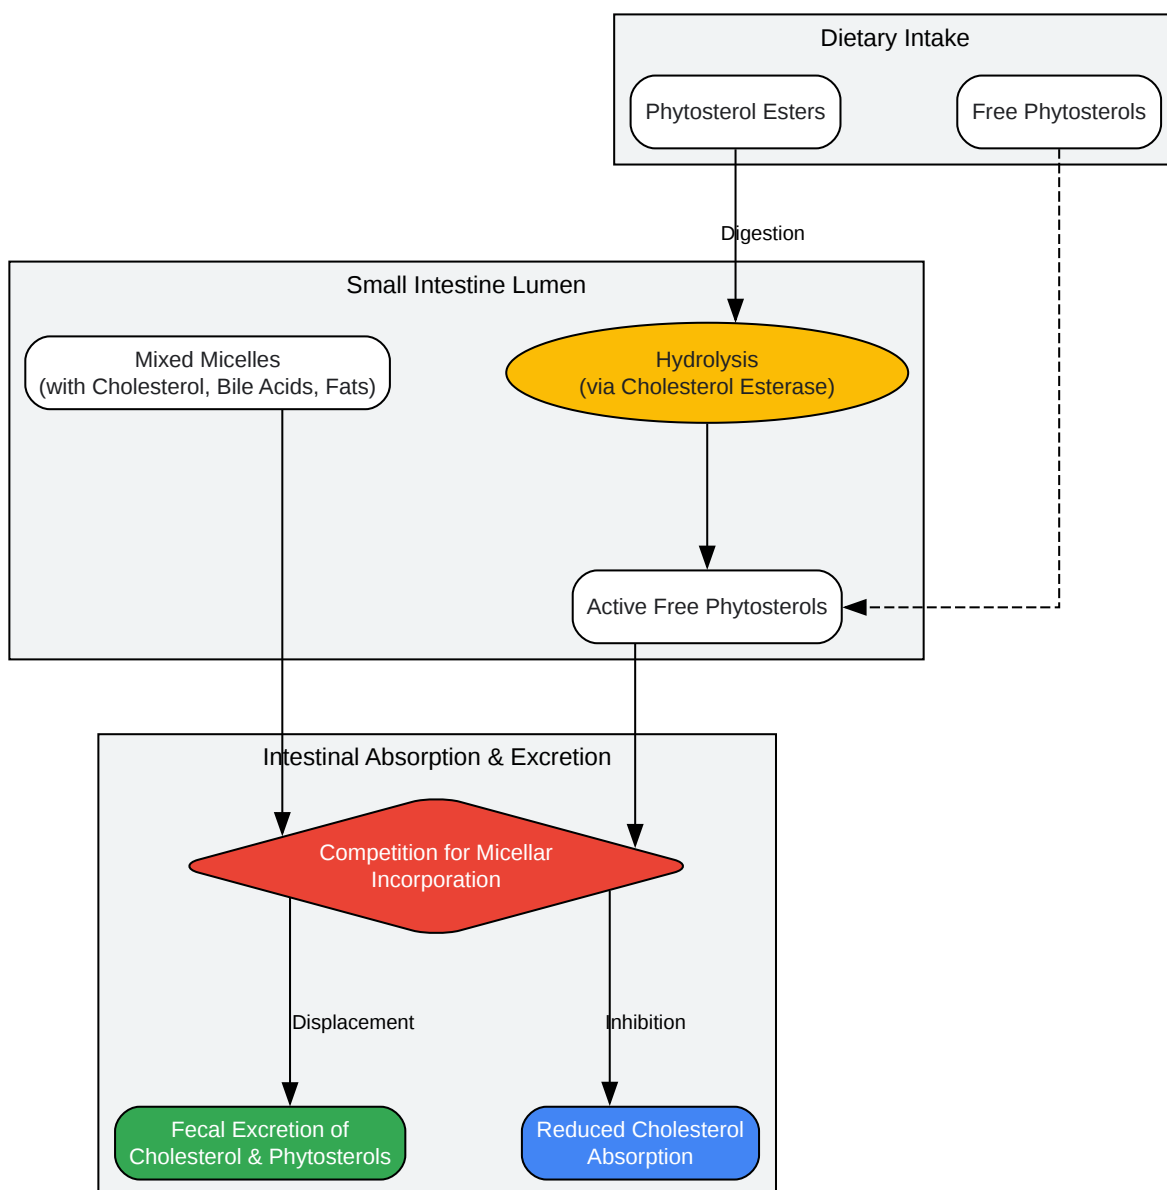 Dietary Intake
Phytosterol Esters
Free Phytosterols
Digestion
Small Intestine Lumen
Mixed Micelles
(with Cholesterol, Bile Acids, Fats)
Hydrolysis
(via Cholesterol Esterase)
Active Free Phytosterols
Intestinal Absorption & Excretion
Competition for Micellar
Incorporation
Displacement
Inhibition
Fecal Excretion of
Cholesterol & Phytosterols
Reduced Cholesterol
Absorption